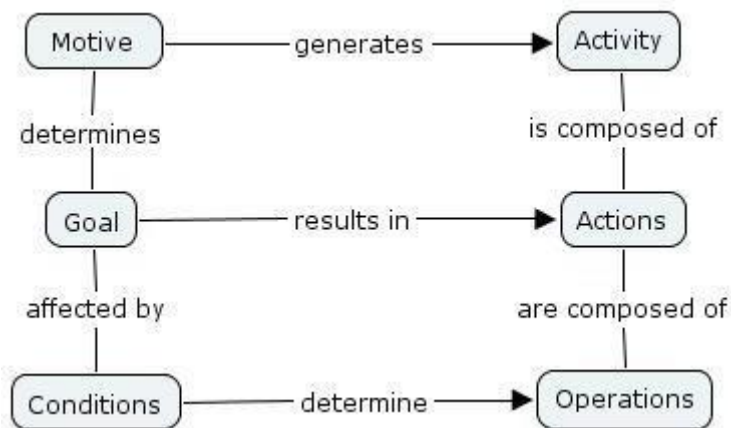 Motive generates Activity
determines is composed of
Goal results in Actions
affected by are composed of
Conditions determine Operations